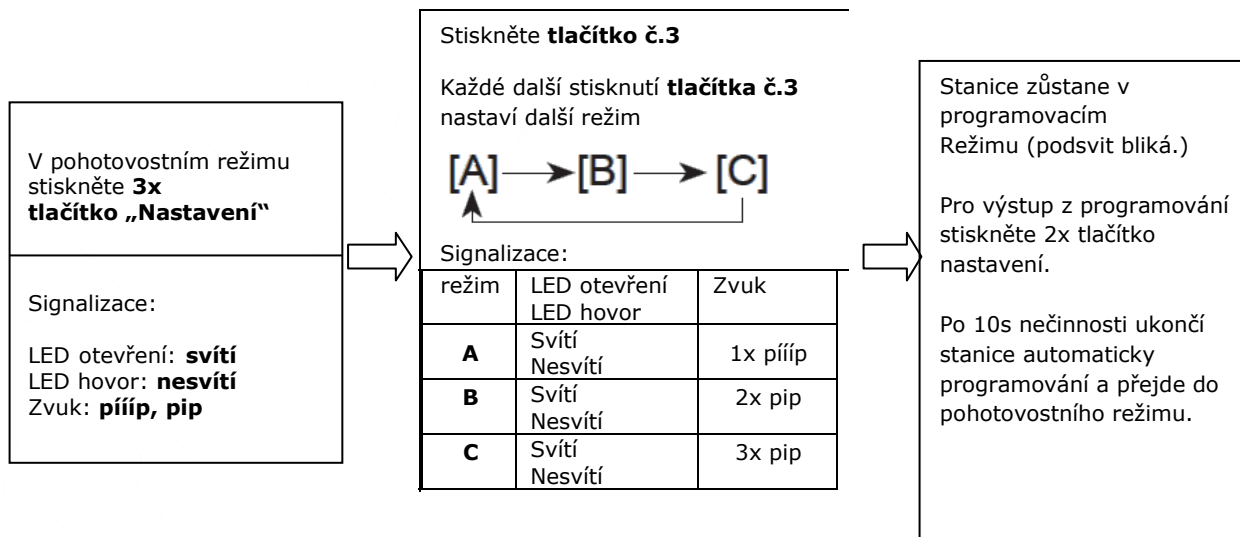 V pohotovostním režimu
stiskněte 3x
tlačítko „Nastavení“
Signalizace:
LED otevření: svítí
LED hovor: nesvítí
Zvuk: píííp, pip
Stiskněte tlačítko č.3
Každé další stisknutí tlačítka č.3
nastaví další režim
[A] [B] [C]
Signalizace:
režim LED otevření Zvuk
LED hovor
A Svítí 1x píííp
Nesvítí
B Svítí 2x pip
Nesvítí
C Svítí 3x pip
Nesvítí
Stanice zůstane v
programovacím
Režimu (podsvit bliká.)
Pro výstup z programování
stiskněte 2x tlačítko
nastavení.
Po 10s nečinnosti ukončí
stanice automaticky
programování a přejde do
pohotovostního režimu.